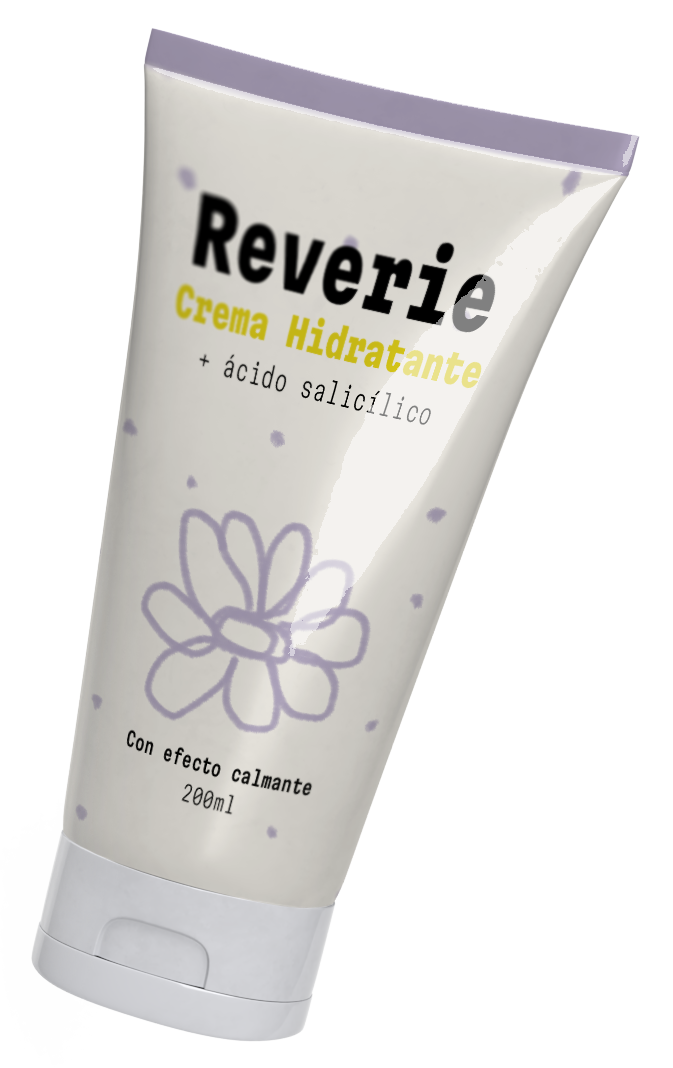 Reverie
Crema Hidratante
+ ácido salicílico
Con efecto calmante
200ml